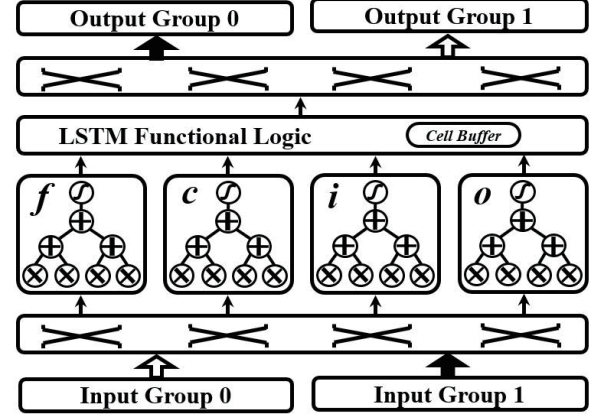 Output Group 0
Output Group 1
LSTM Functional Logic
Cell Buffer
f
c
i
o
Input Group 0
Input Group 1